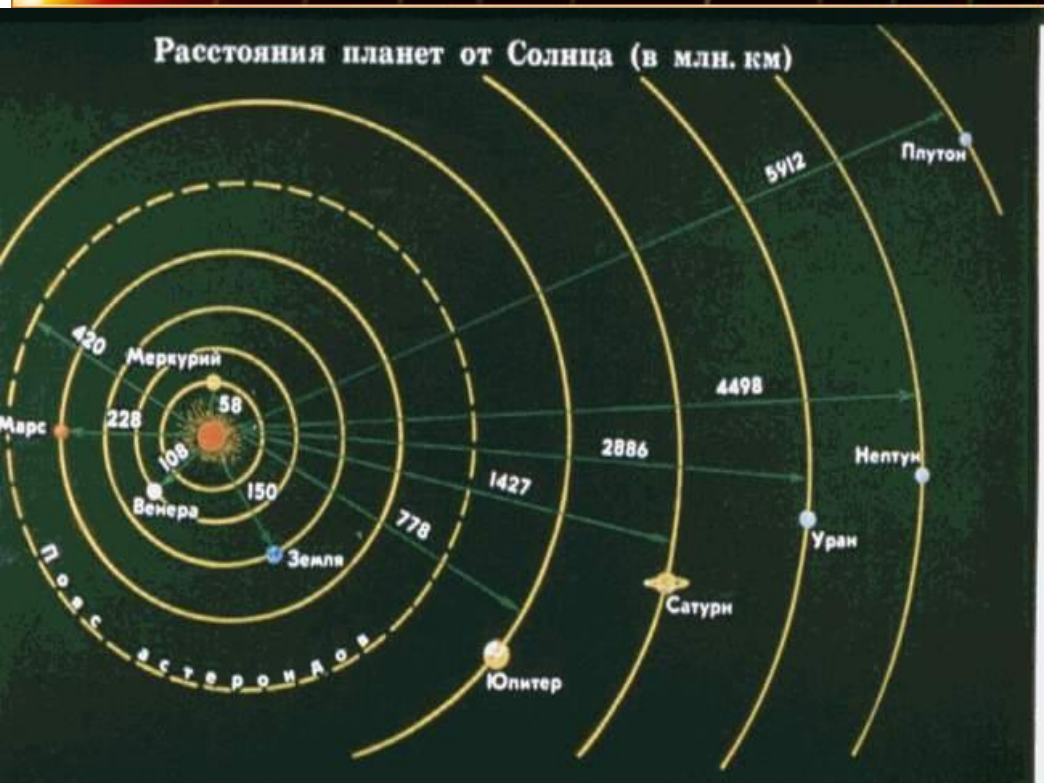 Расстояния планет от Солнца (в млн. км)
5912
Плутон
420
Меркурий
58
4498
Марс
228
108
2886
Нептун
150
1427
Венера
778
Уран
Земля
Сатурн
Пояс астероидов
Юпитер